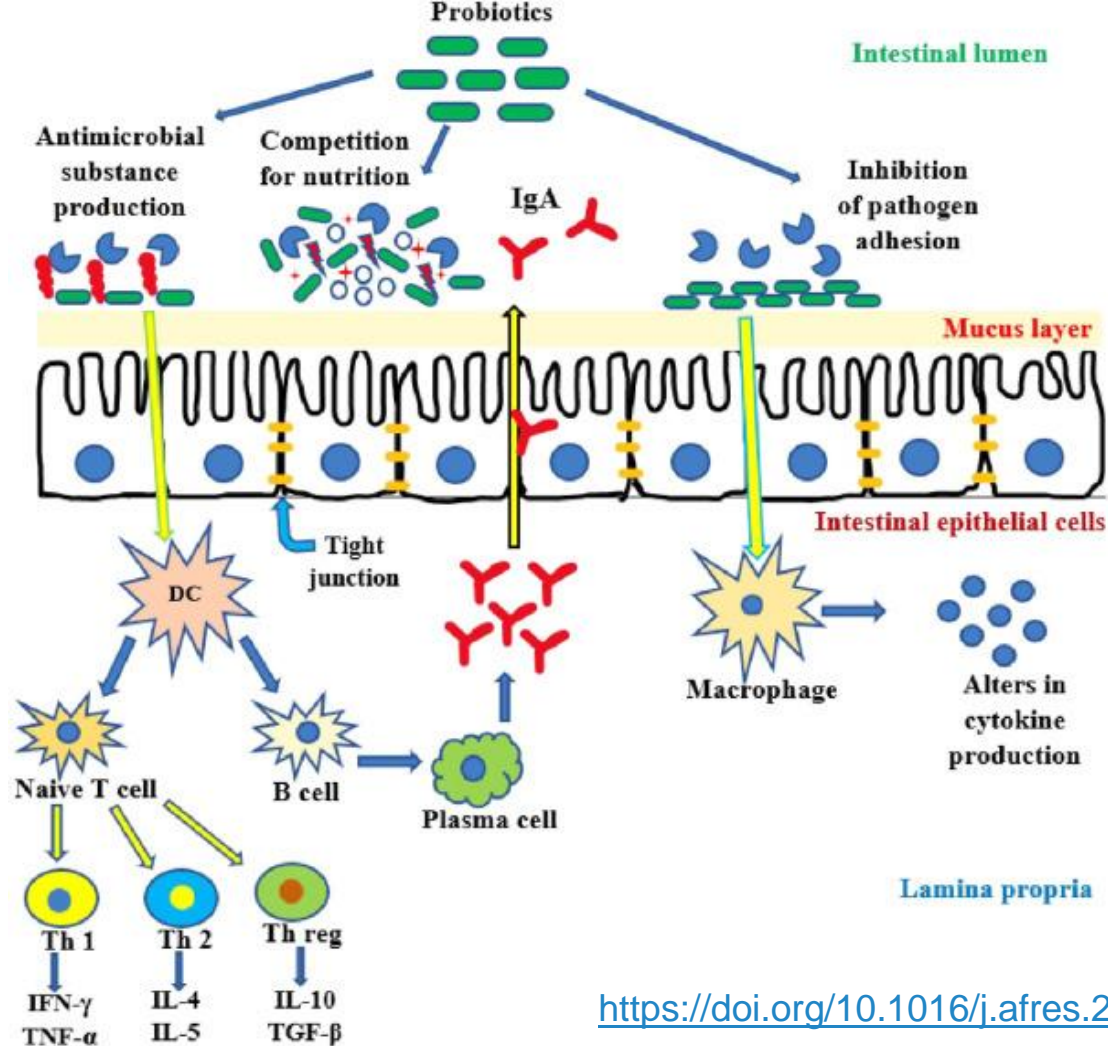 Probiotics
Intestinal lumen
Antimicrobial
substance
production
Competition
for nutrition
IgA
Inhibition
of pathogen
adhesion
Mucus layer
Intestinal epithelial cells
Tight
junction
DC
Macrophage
Alters in
cytokine
production
Naive T cell
B cell
Plasma cell
Lamina propria
Th 1
Th 2
Th reg
IFN-γ
TNF-α
IL-4
IL-5
IL-10
TGF-β
https://doi.org/10.1016/j.afres.2